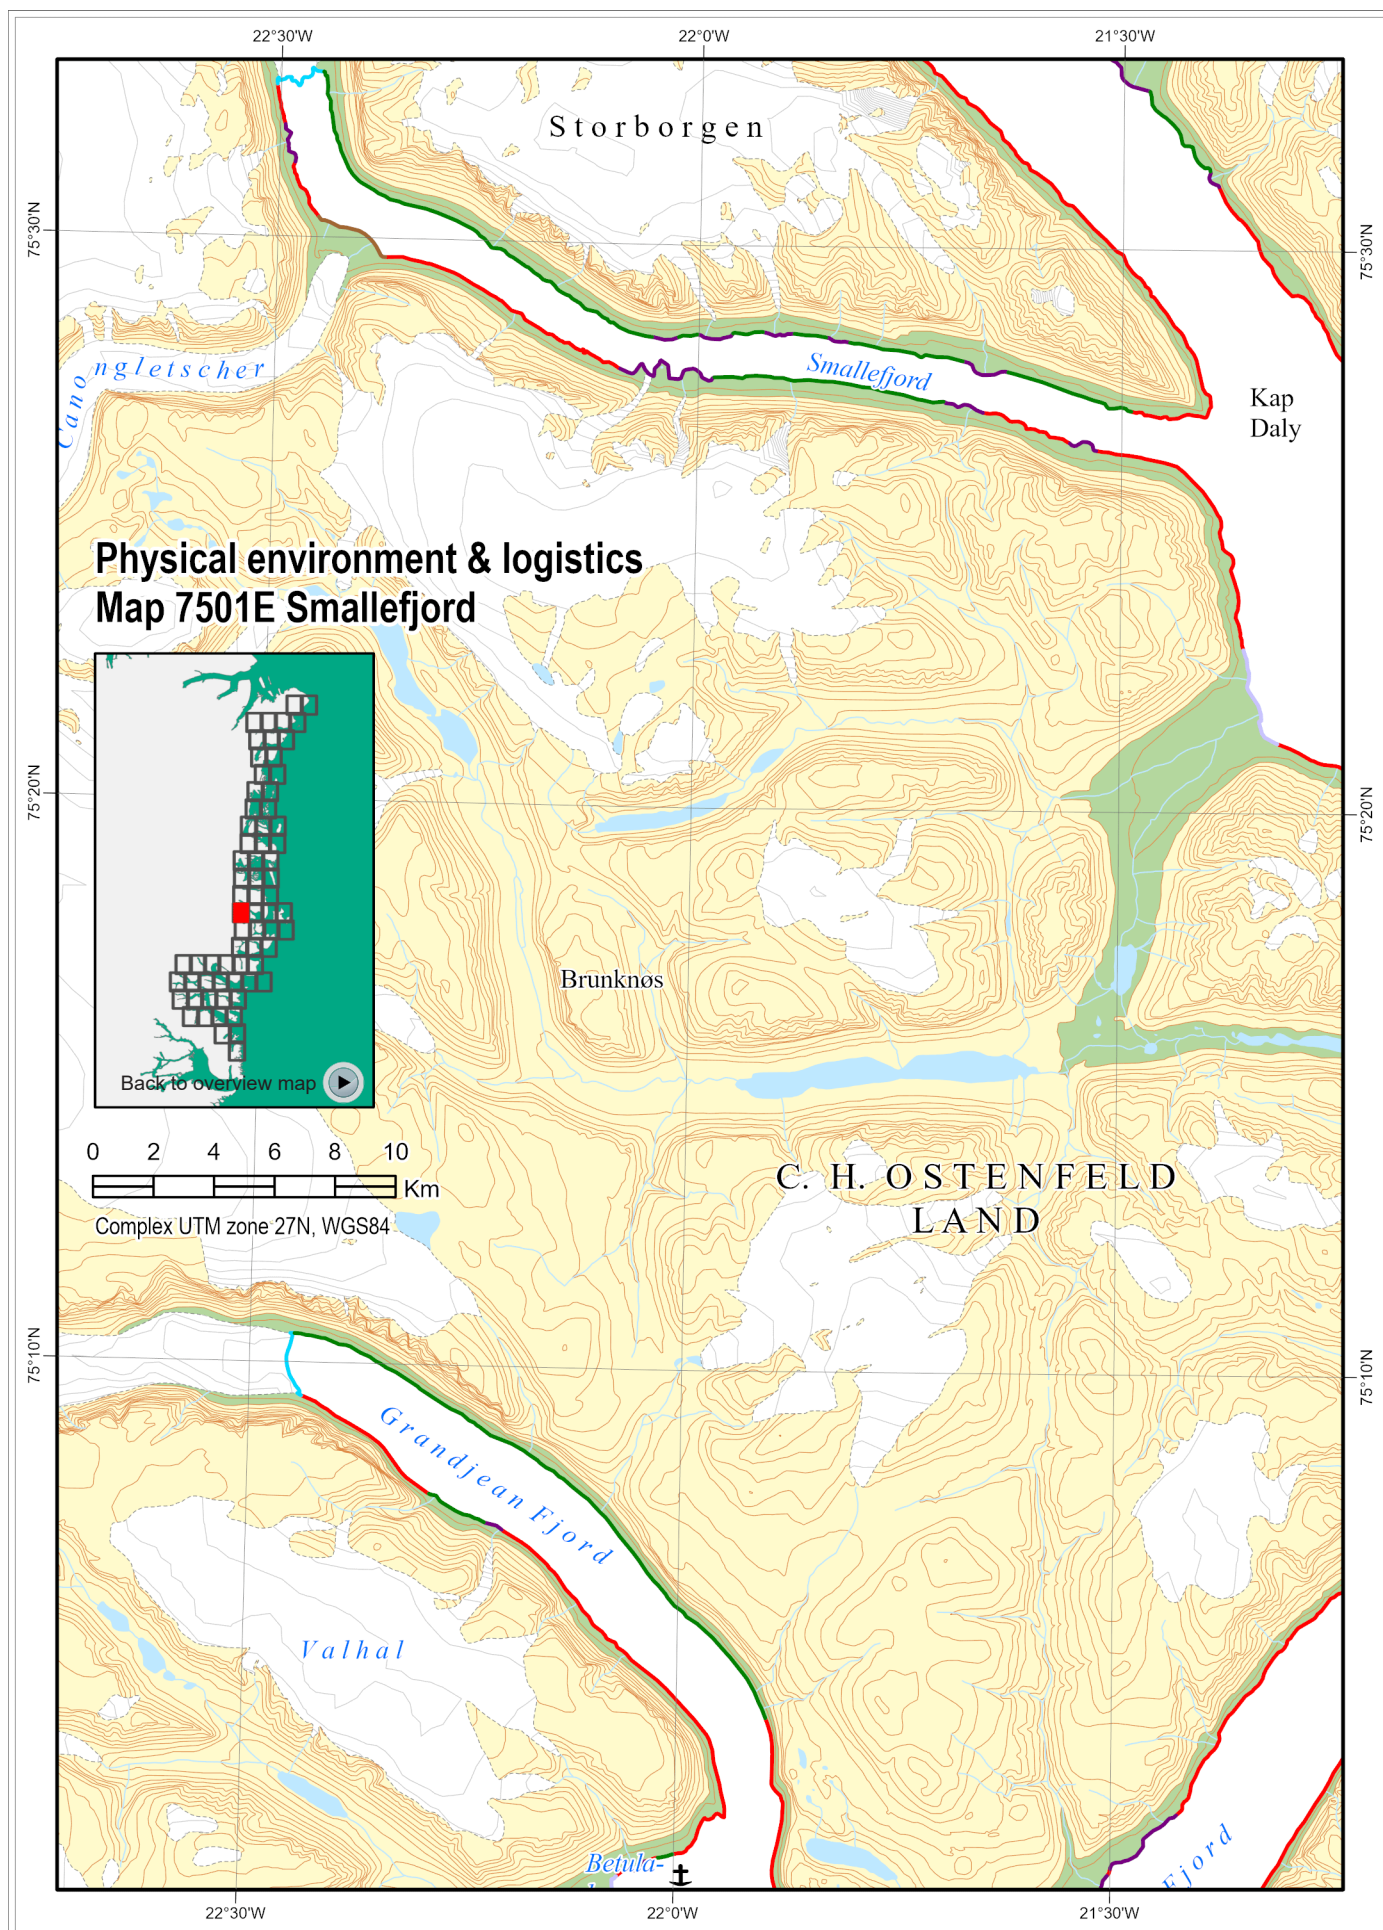 22°30'W 22°0'W 21°30'W
Storborgen
75°30'N
75°30'N
Smallefjord
Kap
Daly
Canongletscher
Physical environment & logistics
Map 7501E Smallefjord
75°20'N
75°20'N
Brunknøs
Back to overview map
0 2 4 6 8 10
Km
Complex UTM zone 27N, WGS84
C. H. OSTENFELD
LAND
75°10'N
75°10'N
Grandjean Fjord
Valhal
Betula-
Fjord
22°30'W 22°0'W 21°30'W